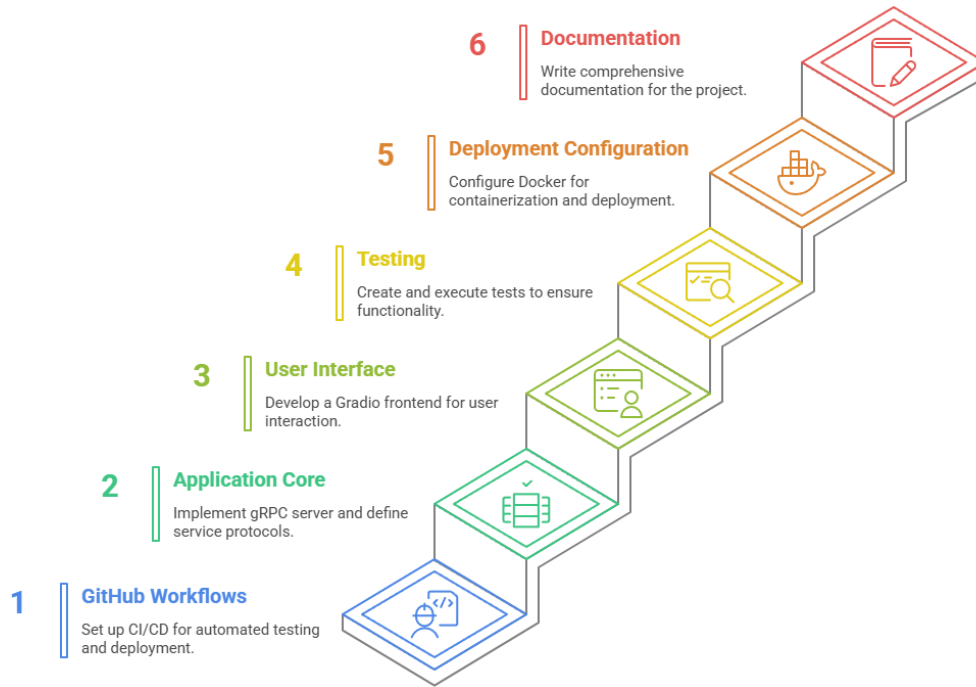 6
Documentation
Write comprehensive
documentation for the project.
5
Deployment Configuration
Configure Docker for
containerization and deployment.
4
Testing
Create and execute tests to ensure
functionality.
3
User Interface
Develop a Gradio frontend for user
interaction.
2
Application Core
Implement gRPC server and define
service protocols.
1
GitHub Workflows
Set up CI/CD for automated testing
and deployment.